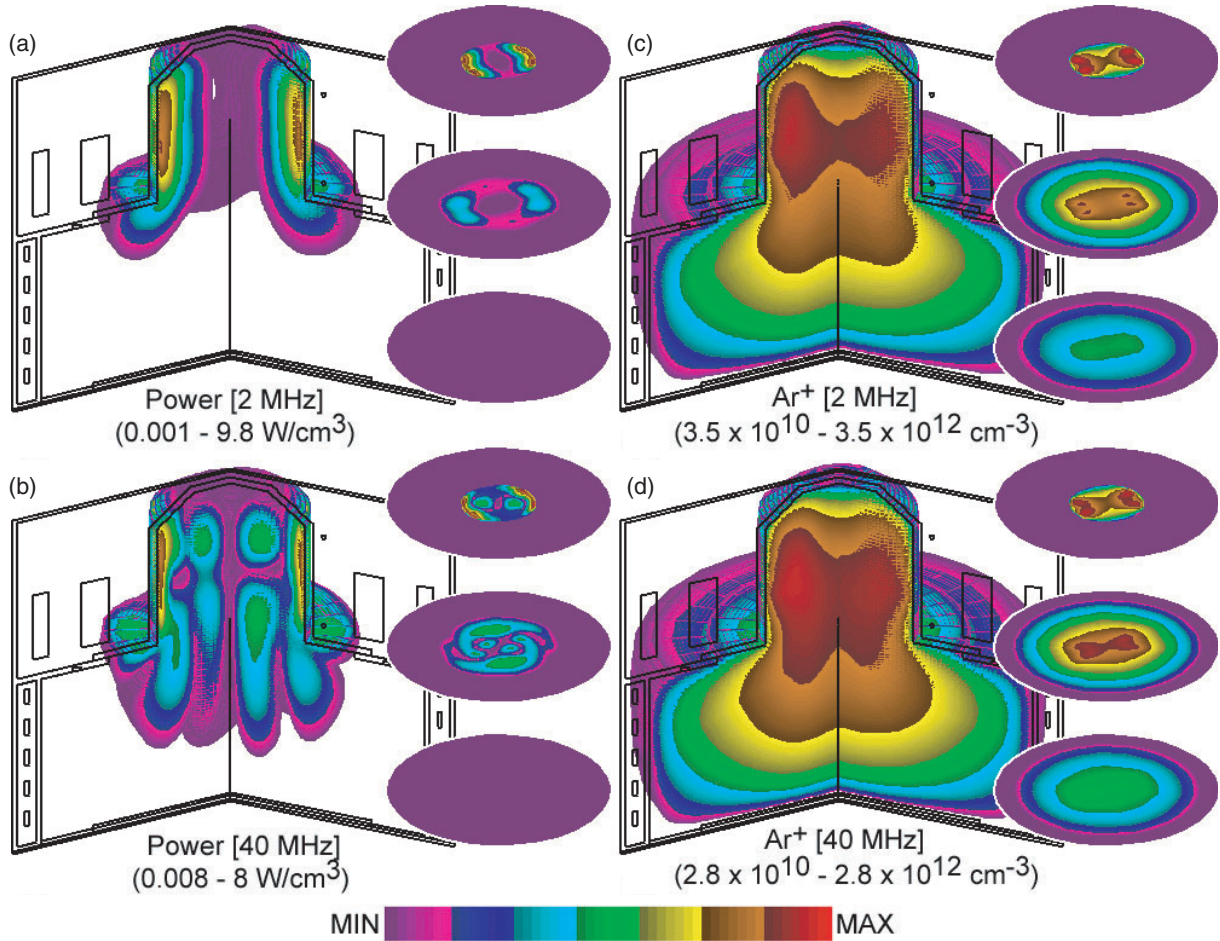 (a)
Power [2 MHz]
(0.001 - 9.8 W/cm³)
(c)
Ar⁺ [2 MHz]
(3.5 x 10¹⁰ - 3.5 x 10¹² cm⁻³)
(b)
Power [40 MHz]
(0.008 - 8 W/cm³)
(d)
Ar⁺ [40 MHz]
(2.8 x 10¹⁰ - 2.8 x 10¹² cm⁻³)
MIN MAX